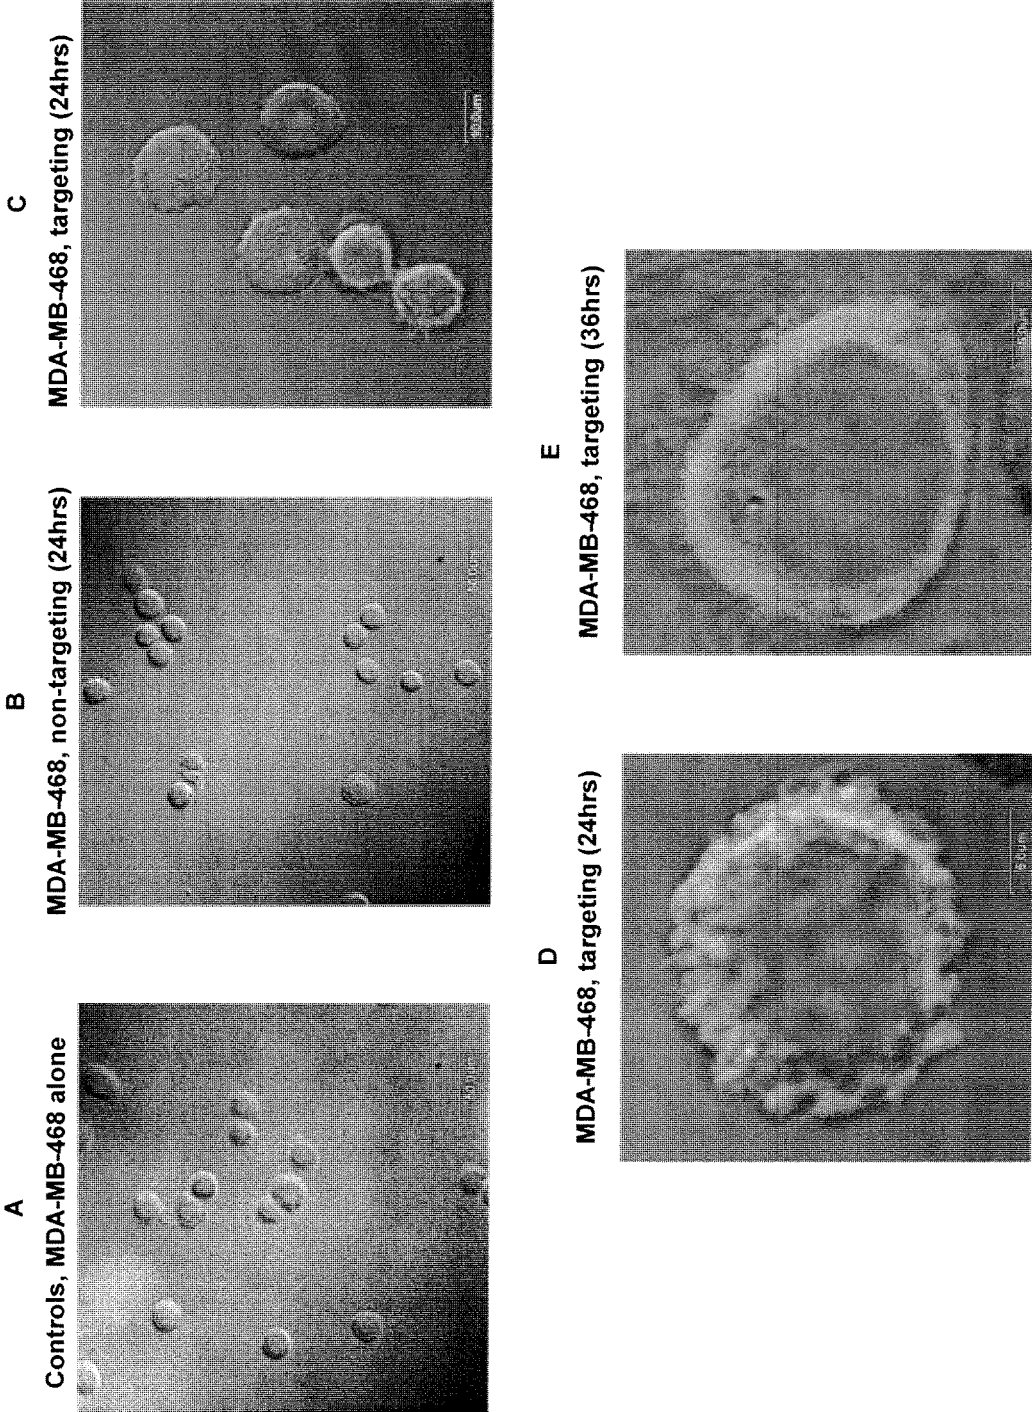 A
Controls, MDA-MB-468 alone
B
MDA-MB-468, non-targeting (24hrs)
C
MDA-MB-468, targeting (24hrs)
D
MDA-MB-468, targeting (24hrs)
E
MDA-MB-468, targeting (36hrs)